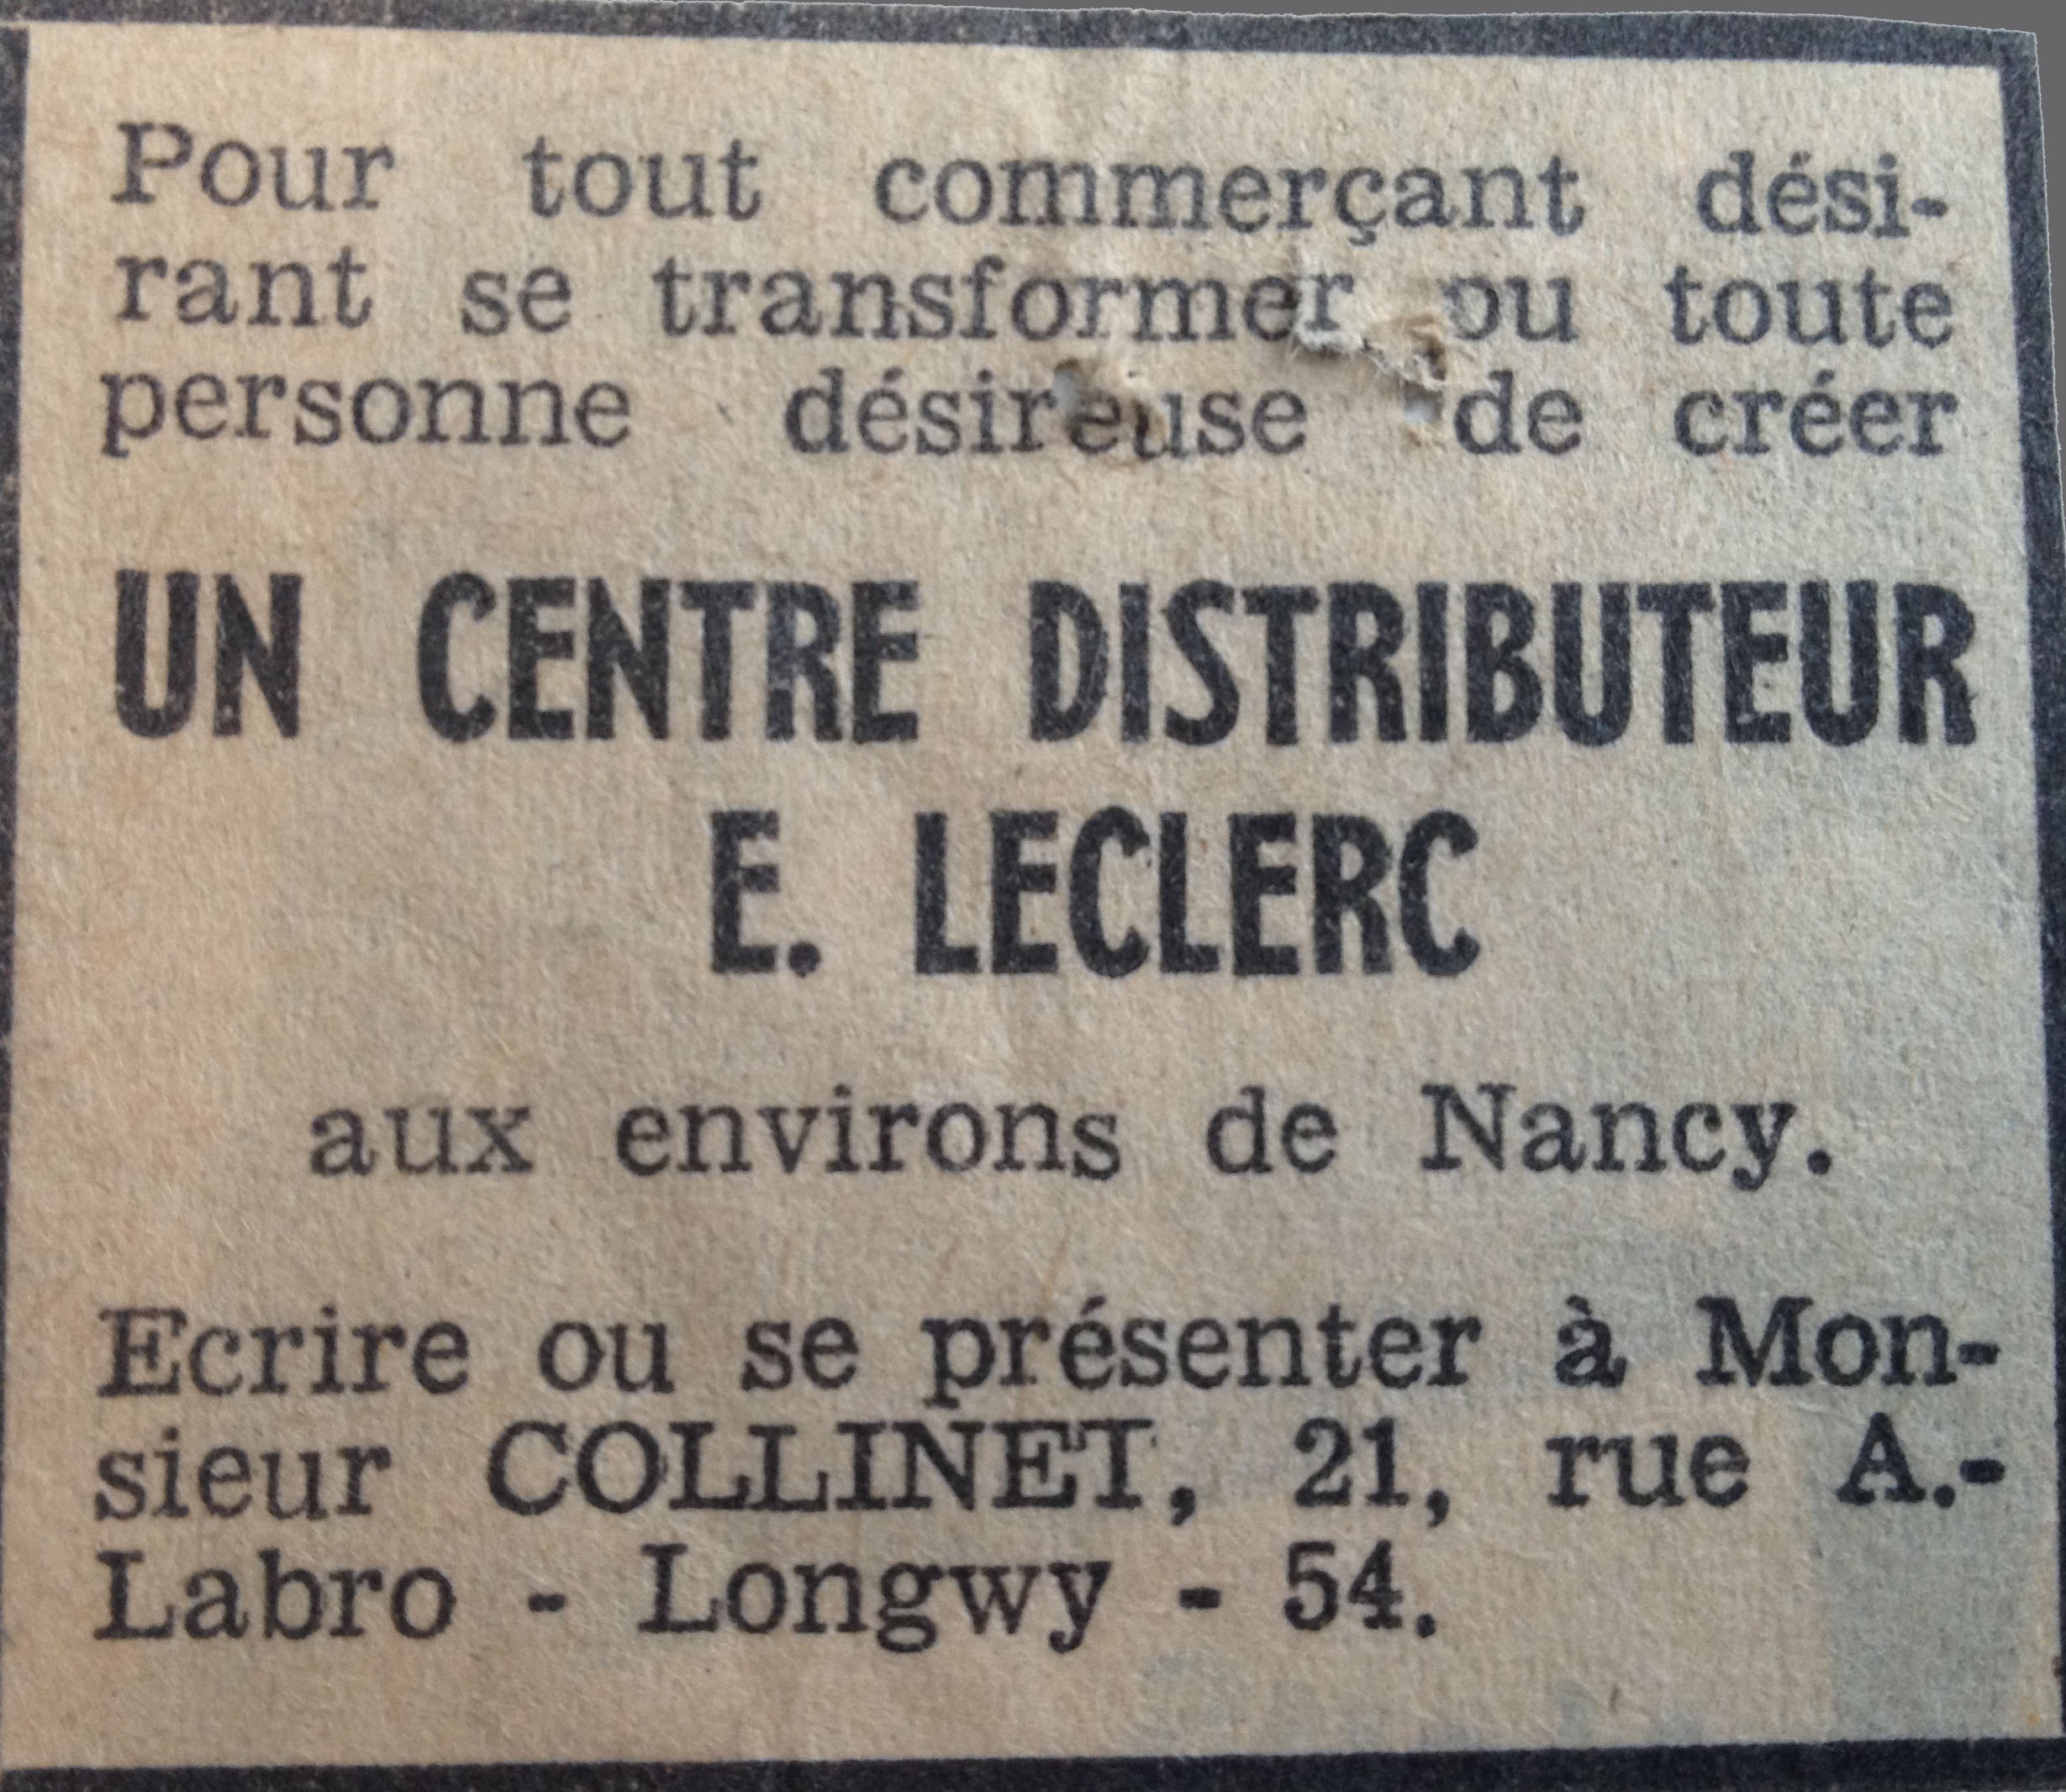 Pour tout commerçant dési-
rant se transformer ou toute
personne désireuse de créer
UN CENTRE DISTRIBUTEUR
E. LECLERC
aux environs de Nancy.
Ecrire ou se présenter à Mon-
sieur COLLINET, 21, rue A.-
Labro - Longwy - 54.